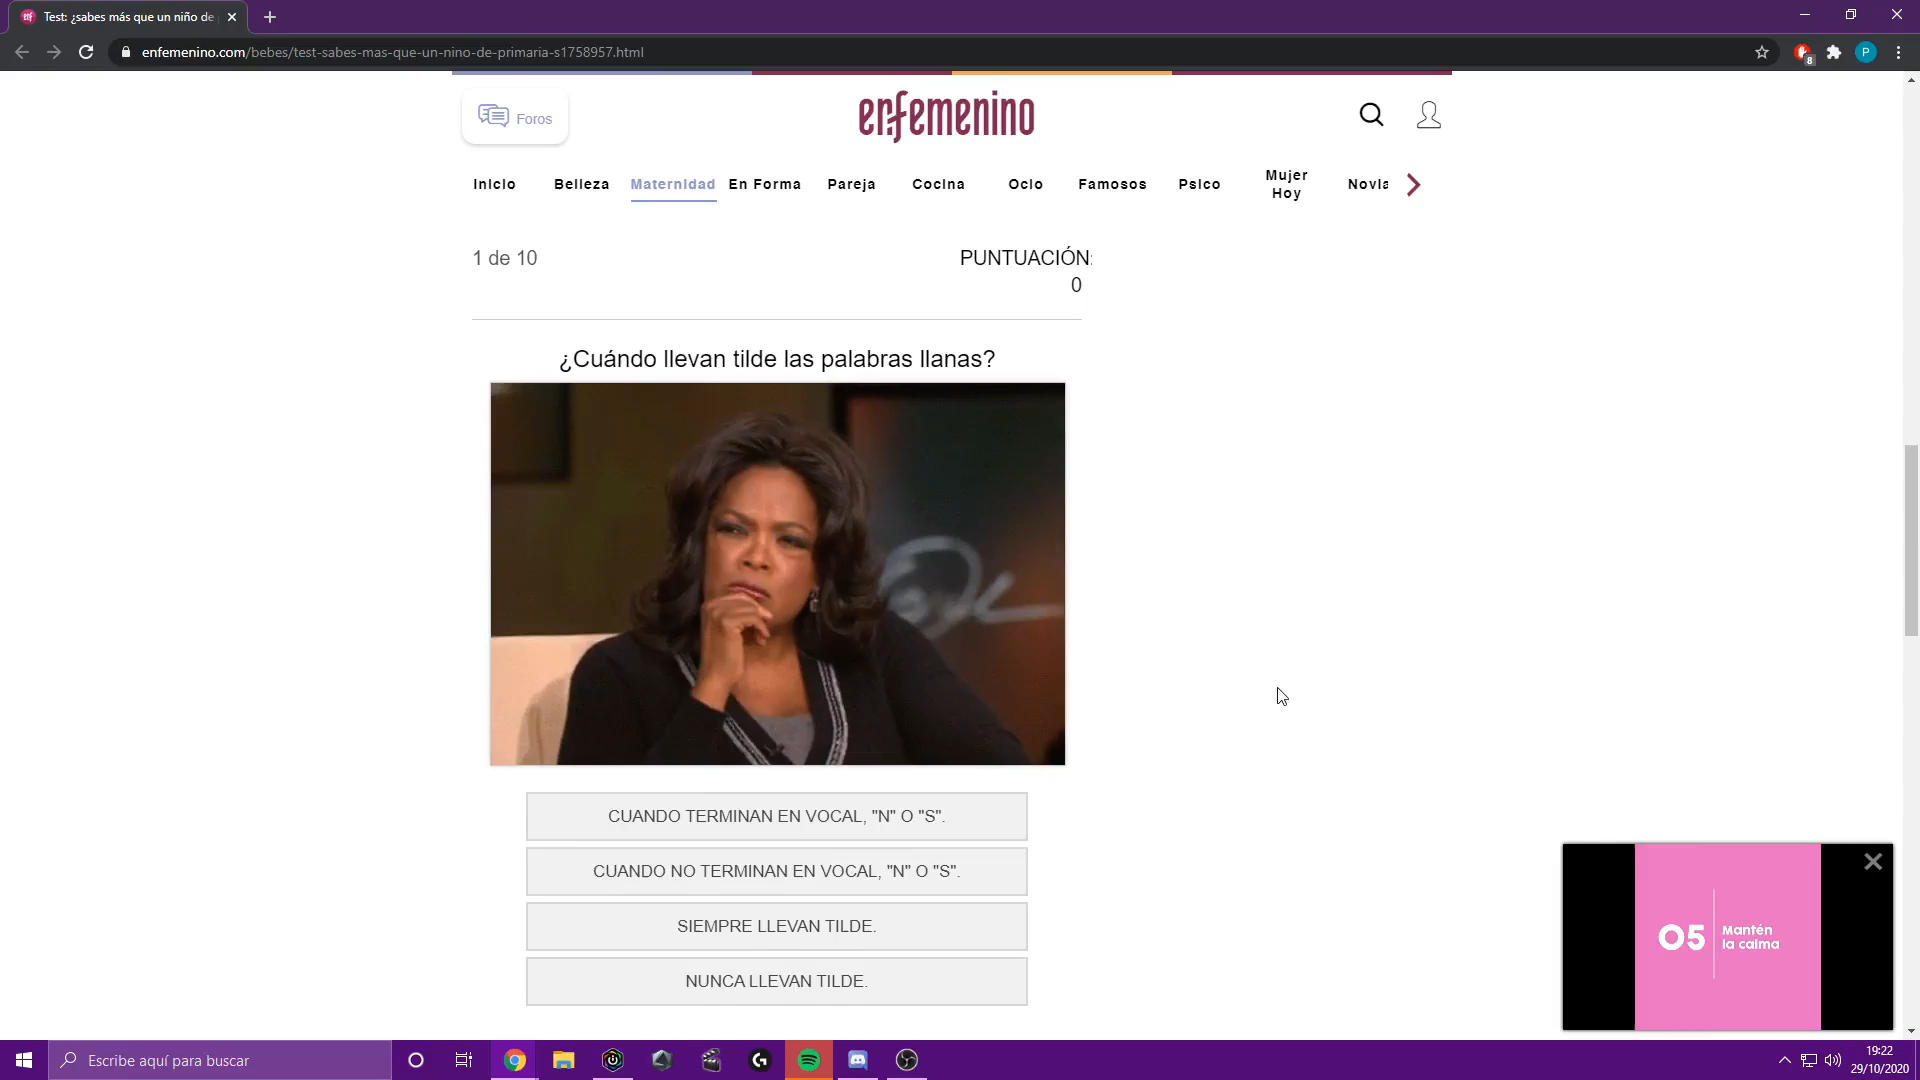 Test: ¿sabes más que un niño de
enfemenino.com/bebes/test-sabes-mas-que-un-nino-de-primaria-s1758957.html
8
P
Foros
enfemenino
Inicio
Belleza
Maternidad
En Forma
Pareja
Cocina
Ocio
Famosos
Psico
Mujer
Hoy
Novia
1 de 10
PUNTUACIÓN:
0
¿Cuándo llevan tilde las palabras llanas?
CUANDO TERMINAN EN VOCAL, "N" O "S".
CUANDO NO TERMINAN EN VOCAL, "N" O "S".
SIEMPRE LLEVAN TILDE.
NUNCA LLEVAN TILDE.
05
Mantén
la calma
Escribe aquí para buscar
19:22
29/10/2020